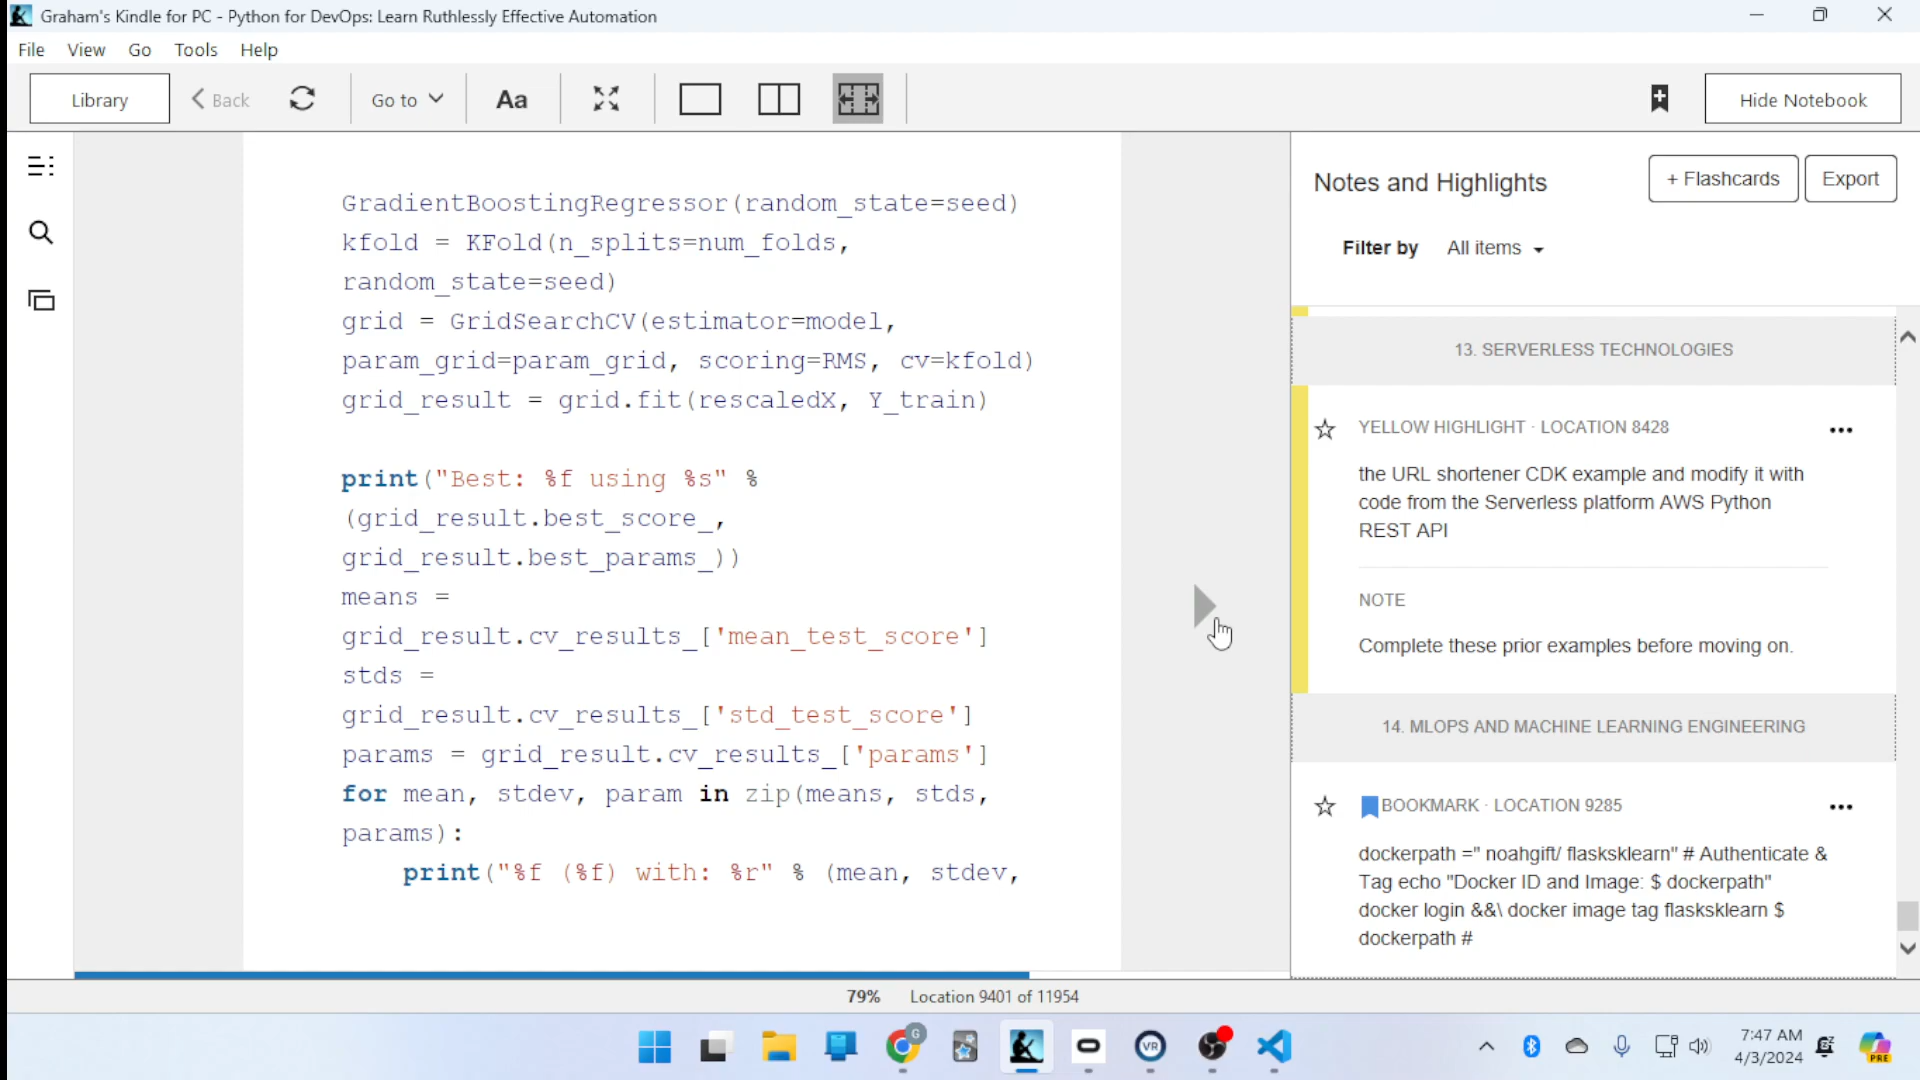 Graham's Kindle for PC - Python for DevOps: Learn Ruthlessly Effective Automation
File View Go Tools Help
Library Back Go to Aa Hide Notebook
GradientBoostingRegressor(random_state=seed)
kfold = KFold(n_splits=num_folds,
random_state=seed)
grid = GridSearchCV(estimator=model,
param_grid=param_grid, scoring=RMS, cv=kfold)
grid_result = grid.fit(rescaledX, Y_train)
print("Best: %f using %s" %
(grid_result.best_score_,
grid_result.best_params_))
means =
grid_result.cv_results_['mean_test_score']
stds =
grid_result.cv_results_['std_test_score']
params = grid_result.cv_results_['params']
for mean, stdev, param in zip(means, stds,
params):
print("%f (%f) with: %r" % (mean, stdev,
Notes and Highlights + Flashcards Export
Filter by All items
13. SERVERLESS TECHNOLOGIES
YELLOW HIGHLIGHT · LOCATION 8428
the URL shortener CDK example and modify it with
code from the Serverless platform AWS Python
REST API
NOTE
Complete these prior examples before moving on.
14. MLOPS AND MACHINE LEARNING ENGINEERING
BOOKMARK · LOCATION 9285
dockerpath =" noahgift/ flasksklearn" # Authenticate &
Tag echo "Docker ID and Image: $ dockerpath"
docker login &&\ docker image tag flasksklearn $
dockerpath #
79% Location 9401 of 11954
G
VR
7:47 AM
4/3/2024
PRE